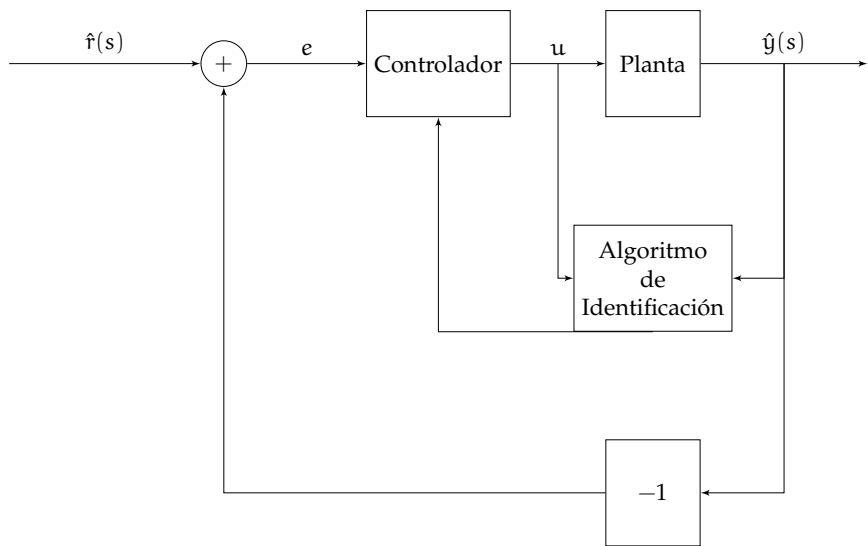 r̂(s)
+
e
Controlador
u
Planta
ŷ(s)
Algoritmo
de
Identificación
−1